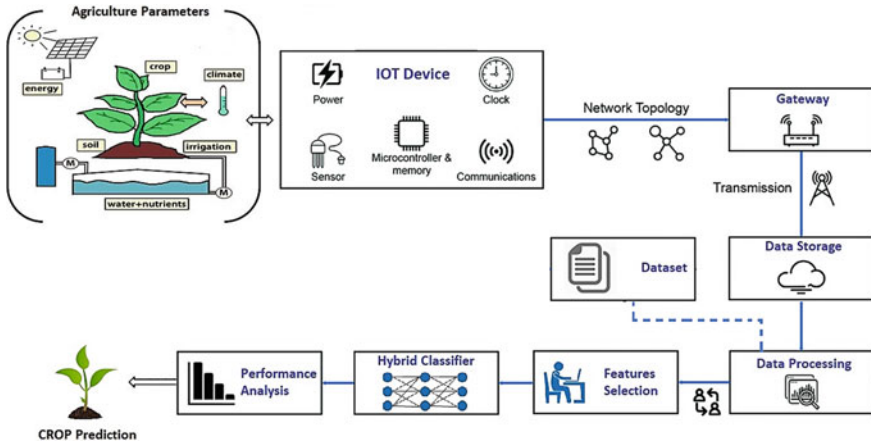 Agriculture Parameters
crop
climate
energy
soil
irrigation
M
M
water+nutrients
IOT Device
Power
Clock
Sensor
Microcontroller &
memory
Communications
Network Topology
Gateway
Transmission
Data Storage
Dataset
Data Processing
Features
Selection
Hybrid Classifier
Performance
Analysis
CROP Prediction